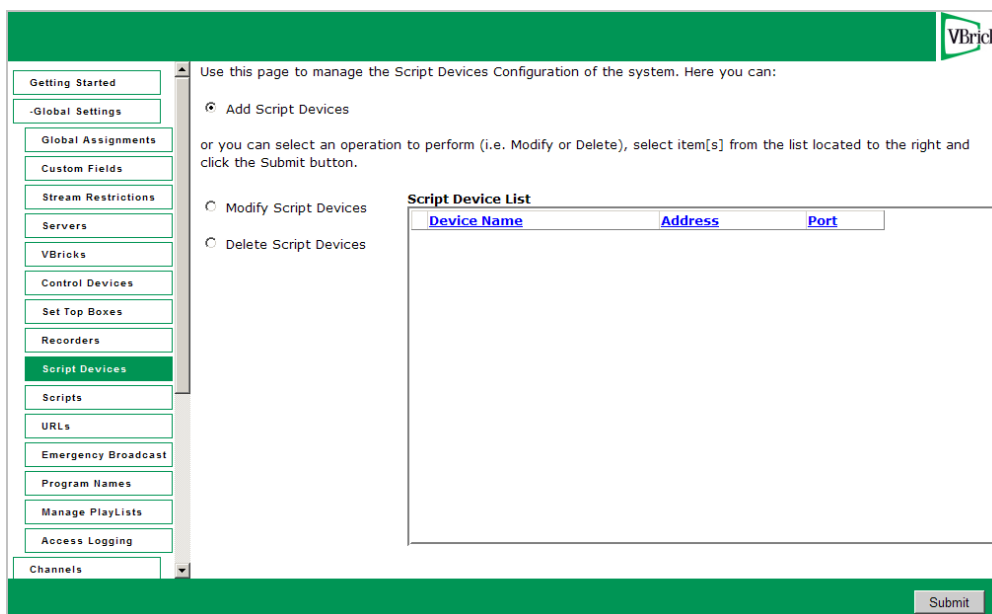 VBrick
Getting Started
-Global Settings
Global Assignments
Custom Fields
Stream Restrictions
Servers
VBricks
Control Devices
Set Top Boxes
Recorders
Script Devices
Scripts
URLs
Emergency Broadcast
Program Names
Manage PlayLists
Access Logging
Channels
Use this page to manage the Script Devices Configuration of the system. Here you can:
Add Script Devices
or you can select an operation to perform (i.e. Modify or Delete), select item[s] from the list located to the right and
click the Submit button.
Modify Script Devices
Delete Script Devices
Script Device List
Device Name Address Port
Submit